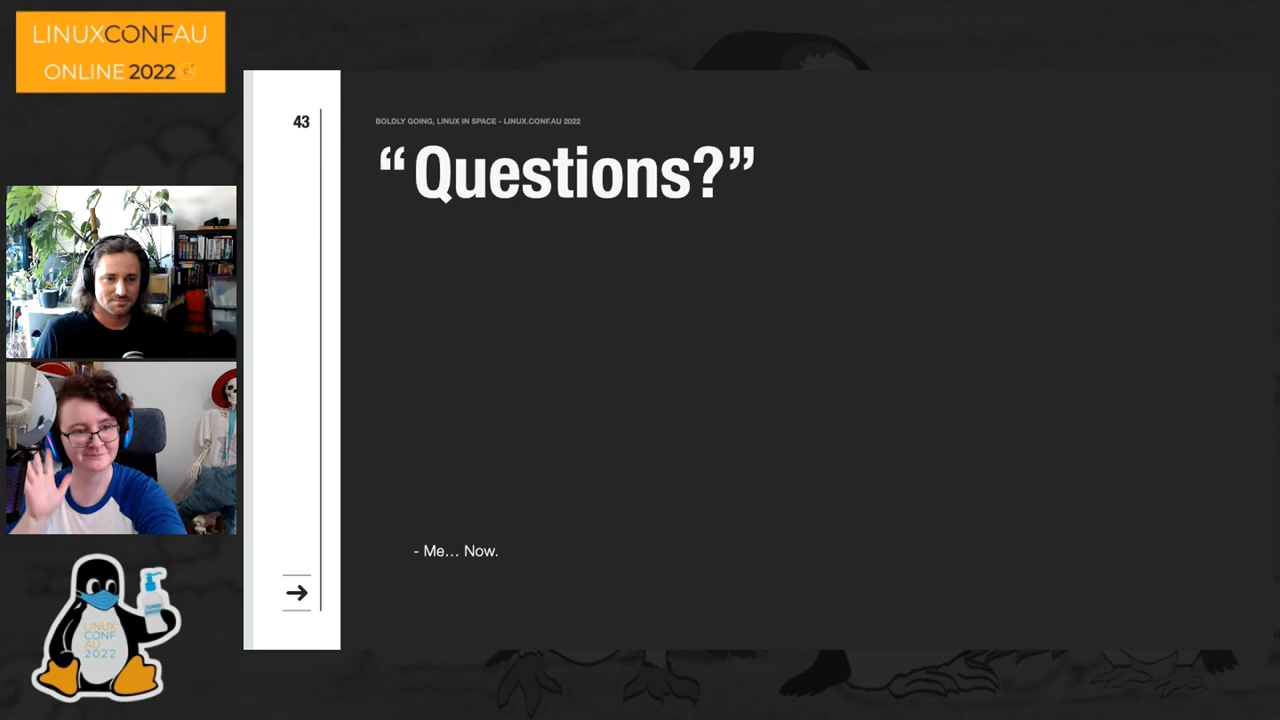 LINUXCONFAU
ONLINE 2022
43
BOLDLY GOING, LINUX IN SPACE - LINUX.CONF.AU 2022
“Questions?”
- Me… Now.
LINUX
CONF
AU
2022